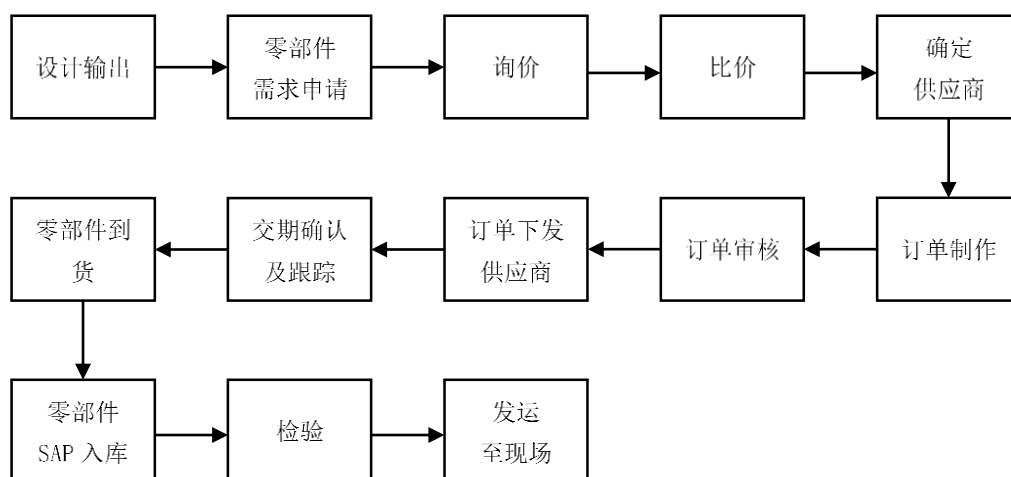 设计输出
零部件
需求申请
询价
比价
确定
供应商
订单制作
订单审核
订单下发
供应商
交期确认
及跟踪
零部件到
货
零部件
SAP 入库
检验
发运
至现场